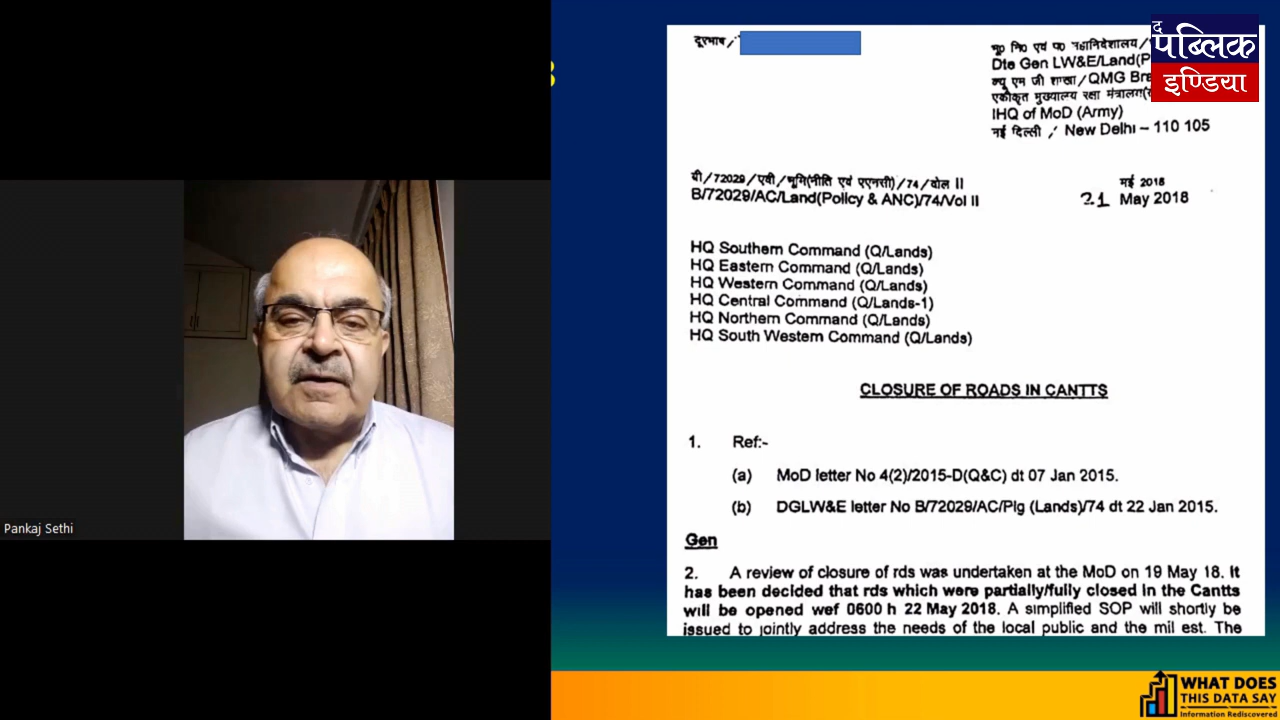 Pankaj Sethi
दूरभाष /
भू० नि० एवं प० महानिदेशालय/
Dte Gen LW&E/Land(P
क्यू एम जी शाखा/QMG Bra
एकीकृत मुख्यालय रक्षा मंत्रालय
IHQ of MoD (Army)
नई दिल्ली / New Delhi – 110 105
द पब्लिक
इण्डिया
बी/72029/एवी/भूमि(नीति एवं एएनसी)/74/वोल II
B/72029/AC/Land(Policy & ANC)/74/Vol II
मई 2018
21 May 2018
HQ Southern Command (Q/Lands)
HQ Eastern Command (Q/Lands)
HQ Western Command (Q/Lands)
HQ Central Command (Q/Lands-1)
HQ Northern Command (Q/Lands)
HQ South Western Command (Q/Lands)
CLOSURE OF ROADS IN CANTTS
1. Ref:-
(a) MoD letter No 4(2)/2015-D(Q&C) dt 07 Jan 2015.
(b) DGLW&E letter No B/72029/AC/Plg (Lands)/74 dt 22 Jan 2015.
Gen
2. A review of closure of rds was undertaken at the MoD on 19 May 18. It
has been decided that rds which were partially/fully closed in the Cantts
will be opened wef 0600 h 22 May 2018. A simplified SOP will shortly be
issued to jointly address the needs of the local public and the mil est. The
WHAT DOES
THIS DATA SAY
Information Rediscovered